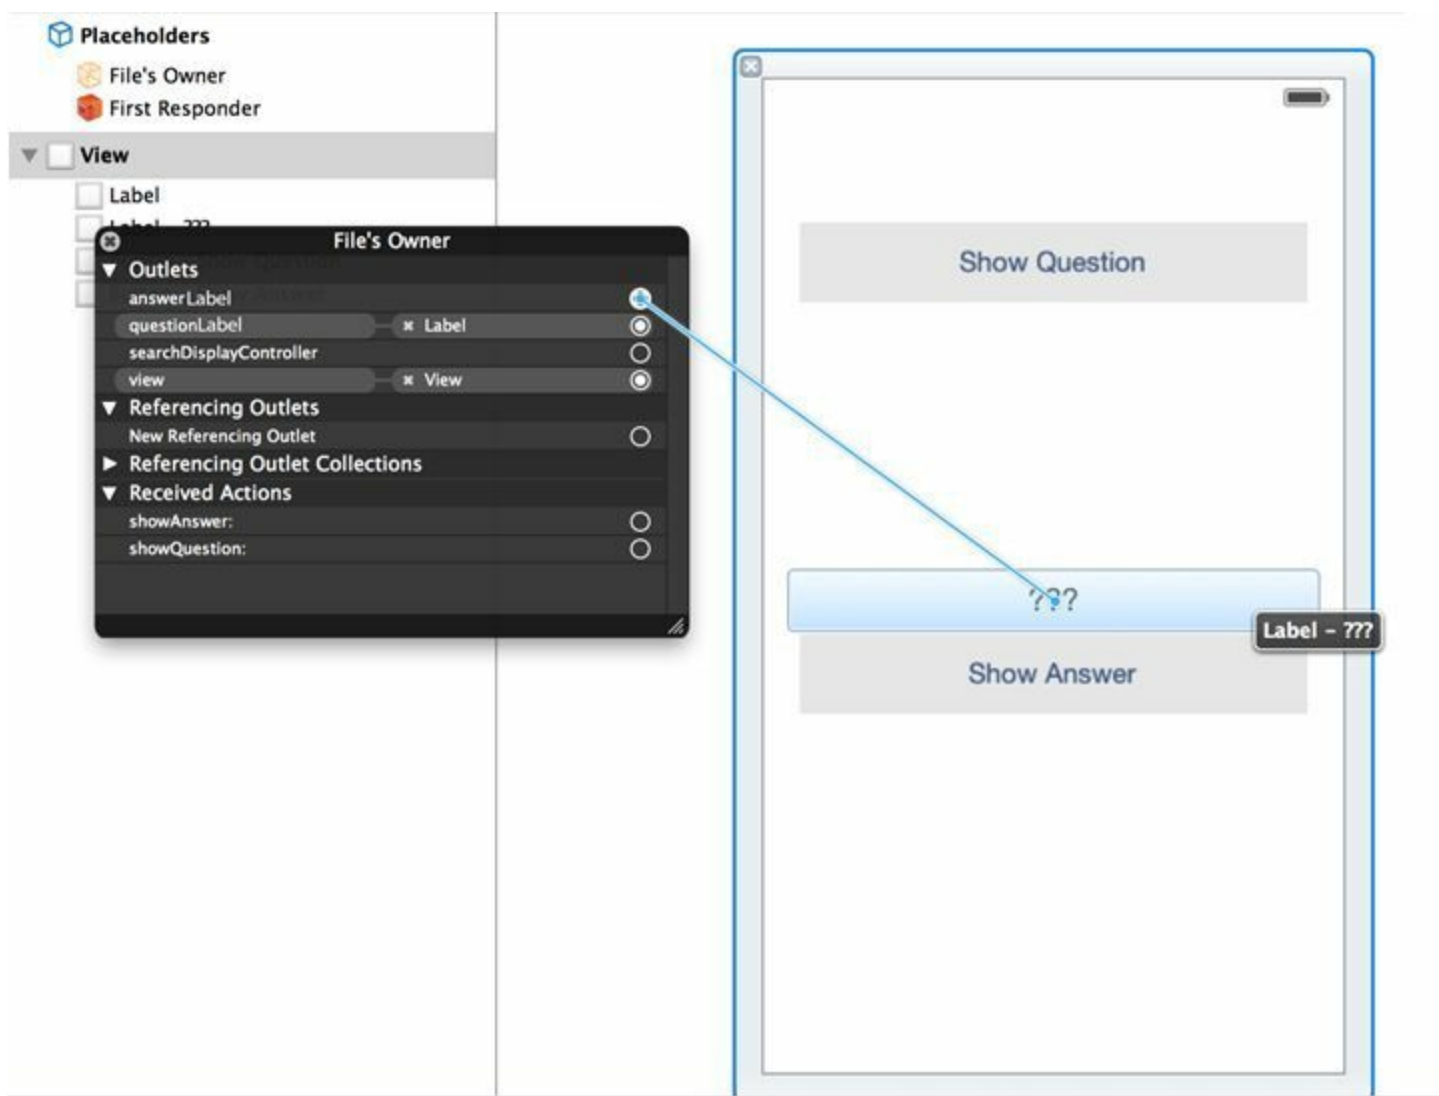 Placeholders
File's Owner
First Responder
View
Label
Label - ???
File's Owner
Outlets
answerLabel
questionLabel
Label
searchDisplayController
view
View
Referencing Outlets
New Referencing Outlet
Referencing Outlet Collections
Received Actions
showAnswer:
showQuestion:
Show Question
???
Label - ???
Show Answer